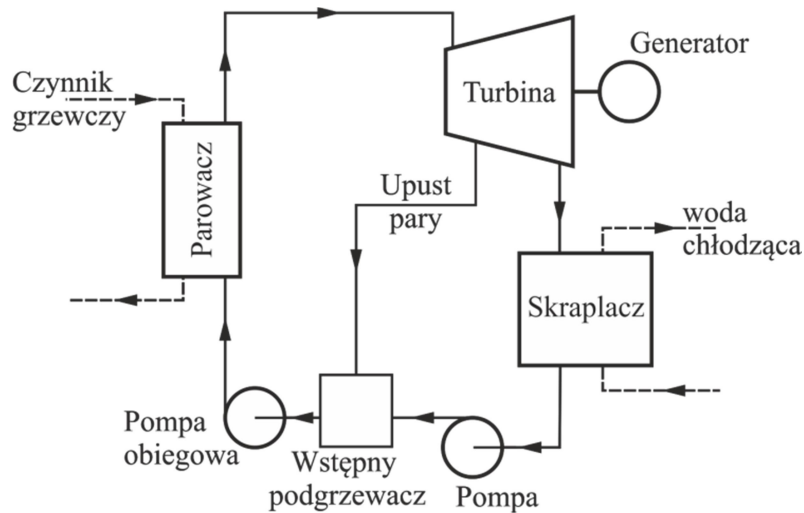 Czynnik
grzewczy
Generator
Turbina
Parowacz
Upust
pary
woda
chłodząca
Skraplacz
Pompa
obiegowa
Wstępny
podgrzewacz
Pompa